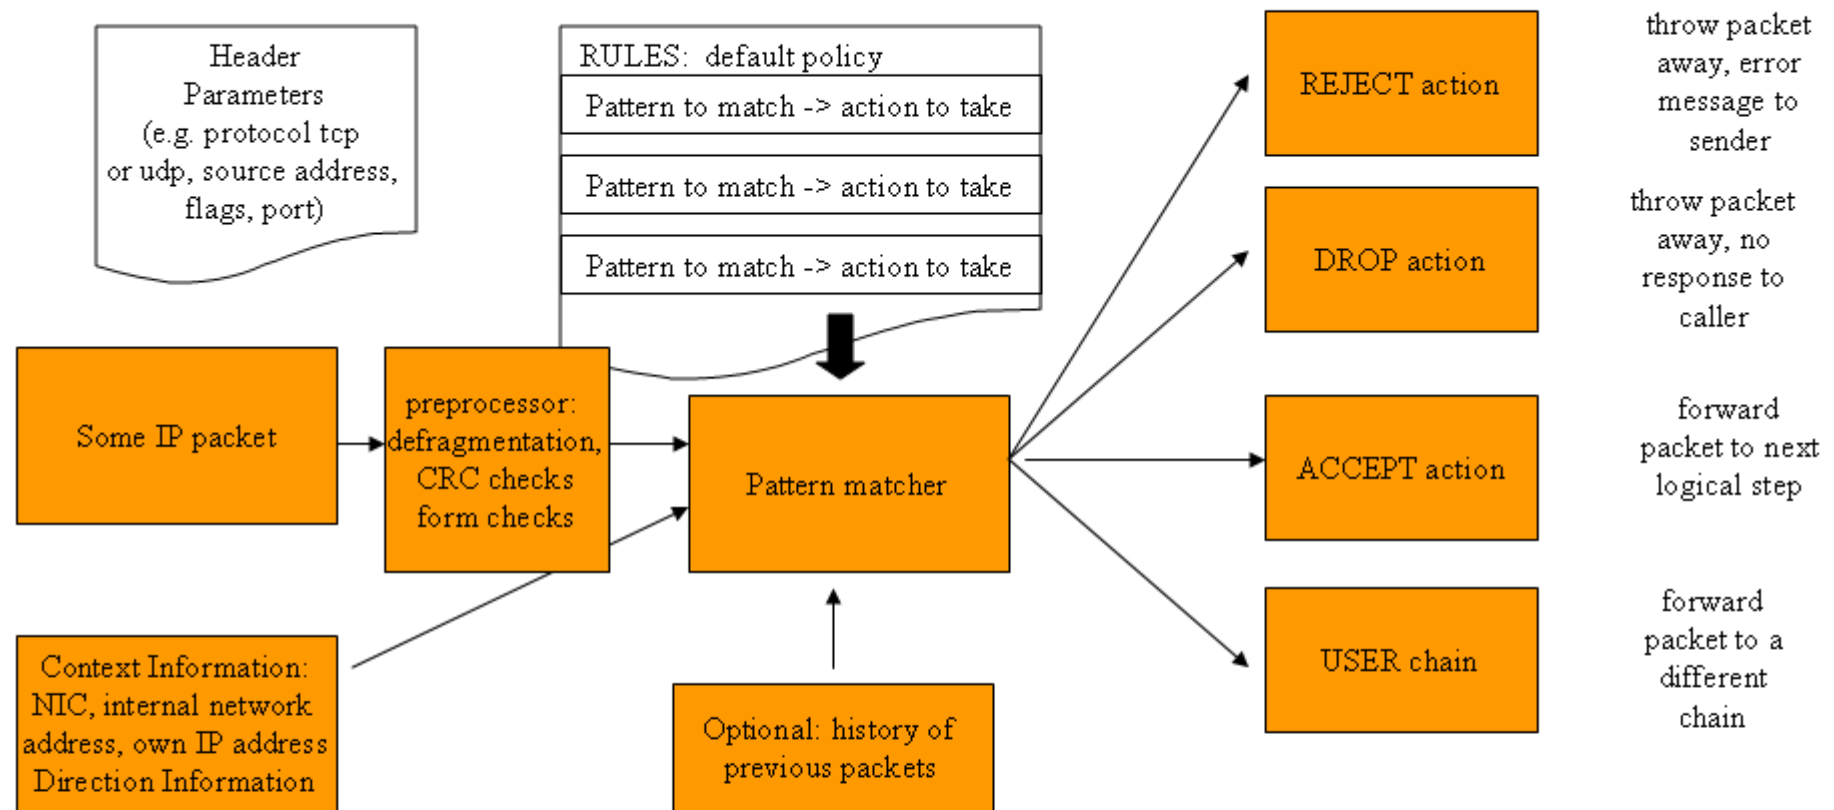 Header
Parameters
(e.g. protocol tcp
or udp, source address,
flags, port)
RULES: default policy
Pattern to match -> action to take
Pattern to match -> action to take
Pattern to match -> action to take
REJECT action
throw packet
away, error
message to
sender
DROP action
throw packet
away, no
response to
caller
Some IP packet
preprocessor:
defragmentation,
CRC checks
form checks
Pattern matcher
ACCEPT action
forward
packet to next
logical step
Context Information:
NIC, internal network
address, own IP address
Direction Information
Optional: history of
previous packets
USER chain
forward
packet to a
different
chain